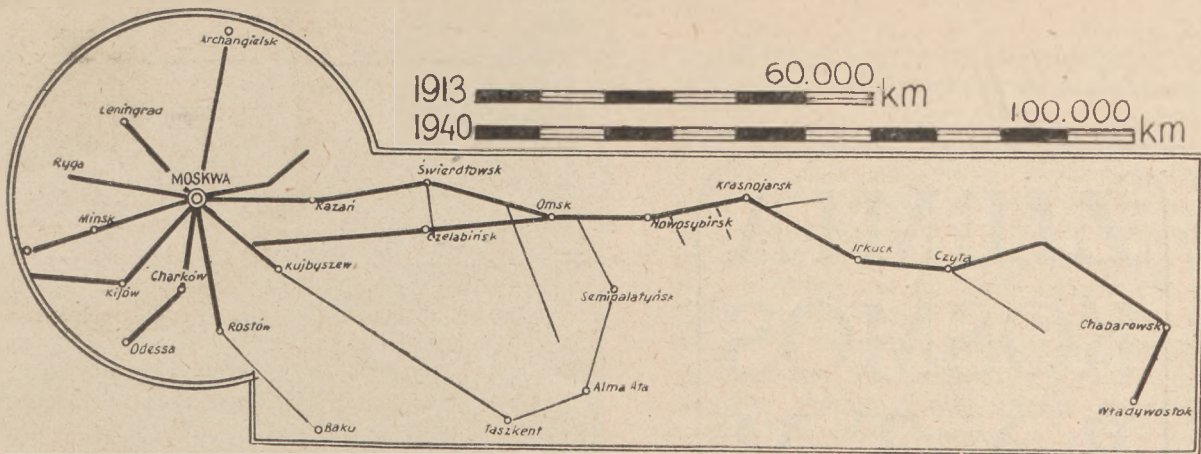 Archangielsk
1913 60.000 km
1940 100.000 km
Leningrad
Ryga
MOSKWA
Mińsk
Kijów
Charków
Odessa
Rostów
Baku
Kujbyszew
Kazań
Świerdłowsk
Czelabińsk
Omsk
Nowosybirsk
Krasnojarsk
Irkuck
Czyta
Semipalatyńsk
Alma Ata
Taszkent
Chabarowsk
Władywostok